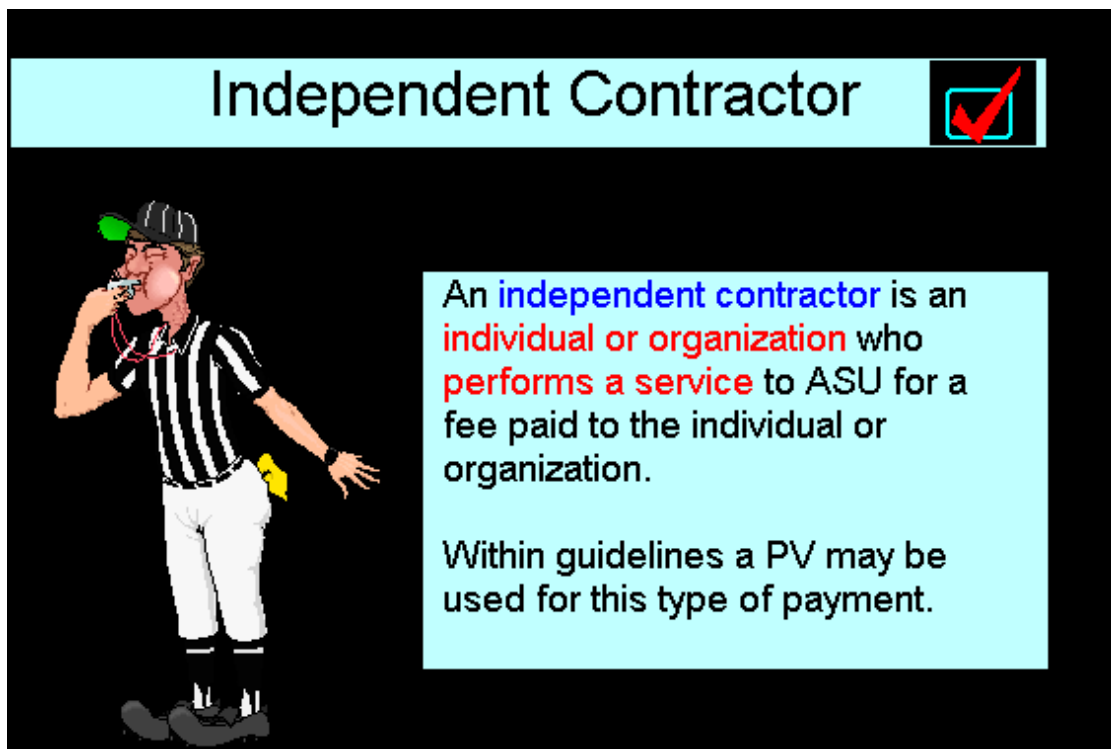 Independent Contractor
An independent contractor is an
individual or organization who
performs a service to ASU for a
fee paid to the individual or
organization.
Within guidelines a PV may be
used for this type of payment.